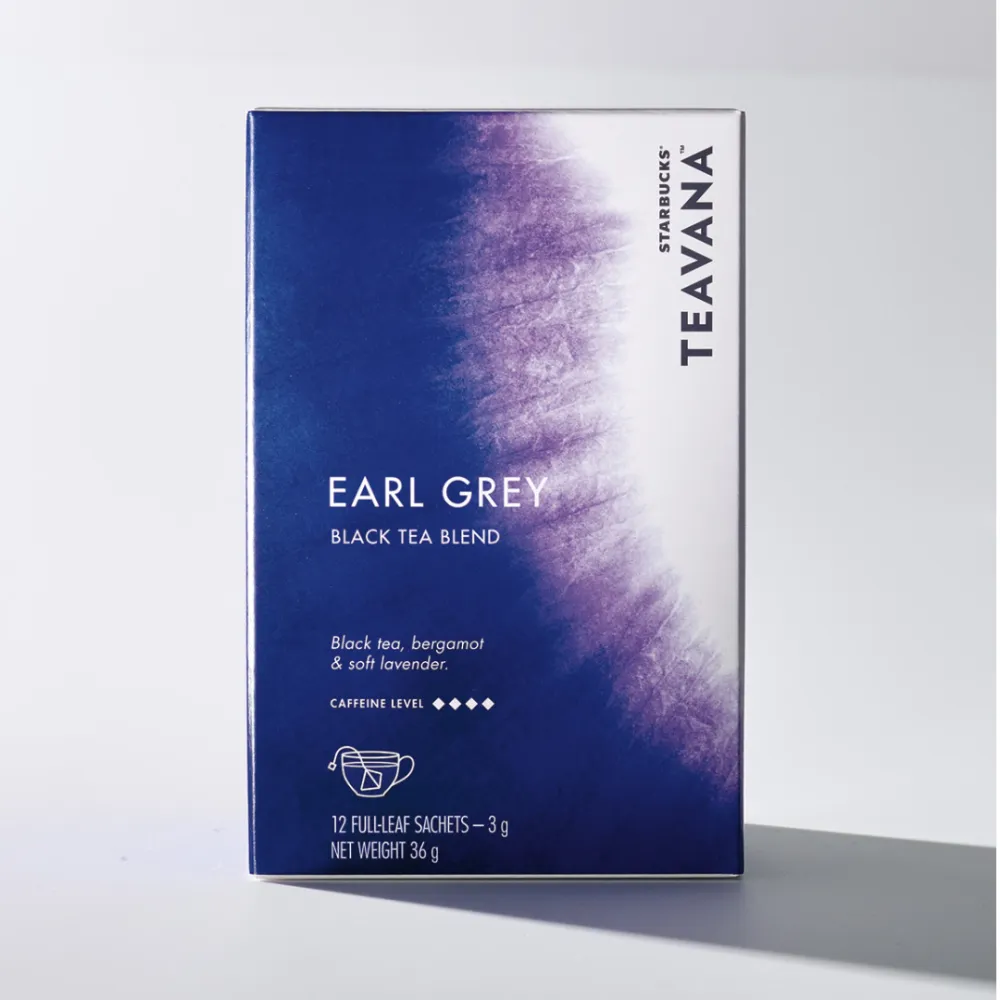 STARBUCKS®
TEAVANA™
EARL GREY
BLACK TEA BLEND
Black tea, bergamot
& soft lavender.
CAFFEINE LEVEL ◆◆◆◆
12 FULL-LEAF SACHETS – 3 g
NET WEIGHT 36 g